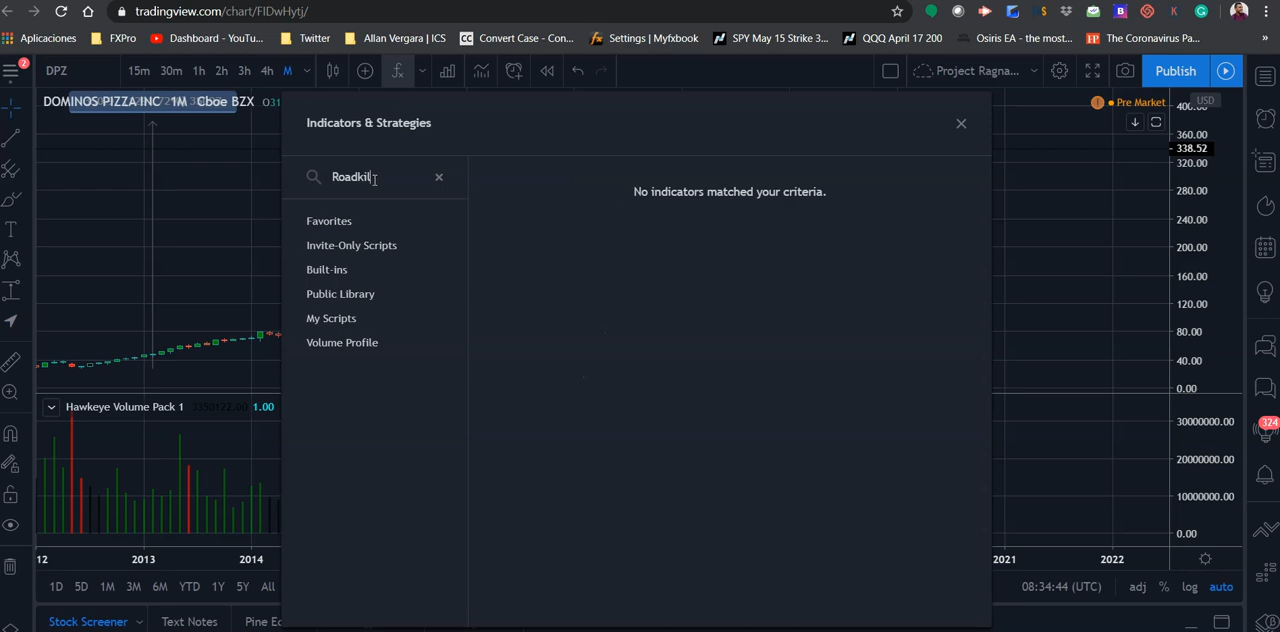 tradingview.com/chart/FIDwHytj/
Aplicaciones FXPro Dashboard - YouTu... Twitter Allan Vergara | ICS CC Convert Case - Con... Settings | Myfxbook SPY May 15 Strike 3... QQQ April 17 200 Osiris EA - the most... The Coronavirus Pa... »
2 DPZ 15m 30m 1h 2h 3h 4h M Project Ragna... Publish
DOMINOS PIZZA INC 1M Cboe BZX O31
Pre Market
USD
Indicators & Strategies
Roadkil
No indicators matched your criteria.
Favorites
Invite-Only Scripts
Built-ins
Public Library
My Scripts
Volume Profile
400.00
360.00
338.52
320.00
280.00
240.00
200.00
160.00
120.00
80.00
40.00
0.00
Hawkeye Volume Pack 1 1.00
30000000.00
20000000.00
10000000.00
0.00
324
12 2013 2014 2021 2022
1D 5D 1M 3M 6M YTD 1Y 5Y All 08:34:44 (UTC) adj % log auto
Stock Screener Text Notes Pine Ed